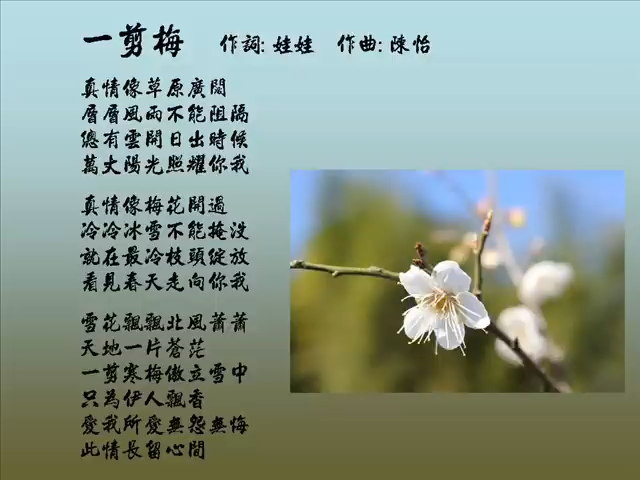 一剪梅 作詞: 娃娃 作曲: 陳怡
真情像草原廣闊
層層風雨不能阻隔
總有雲開日出時候
萬丈陽光照耀你我
真情像梅花開過
冷冷冰雪不能掩沒
就在最冷枝頭綻放
看見春天走向你我
雪花飄飄北風蕭蕭
天地一片蒼茫
一剪寒梅傲立雪中
只為伊人飄香
愛我所愛無怨無悔
此情長留心間